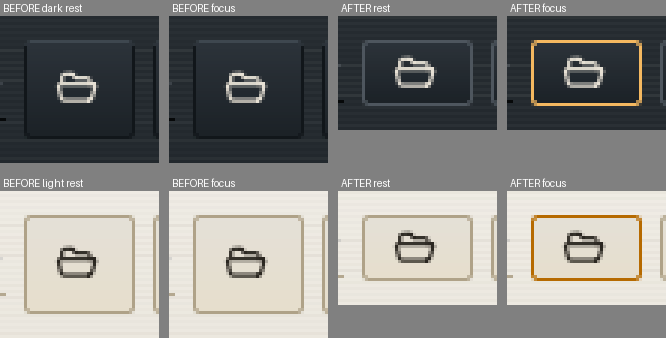 BEFORE dark rest
BEFORE focus
AFTER rest
AFTER focus
BEFORE light rest
BEFORE focus
AFTER rest
AFTER focus